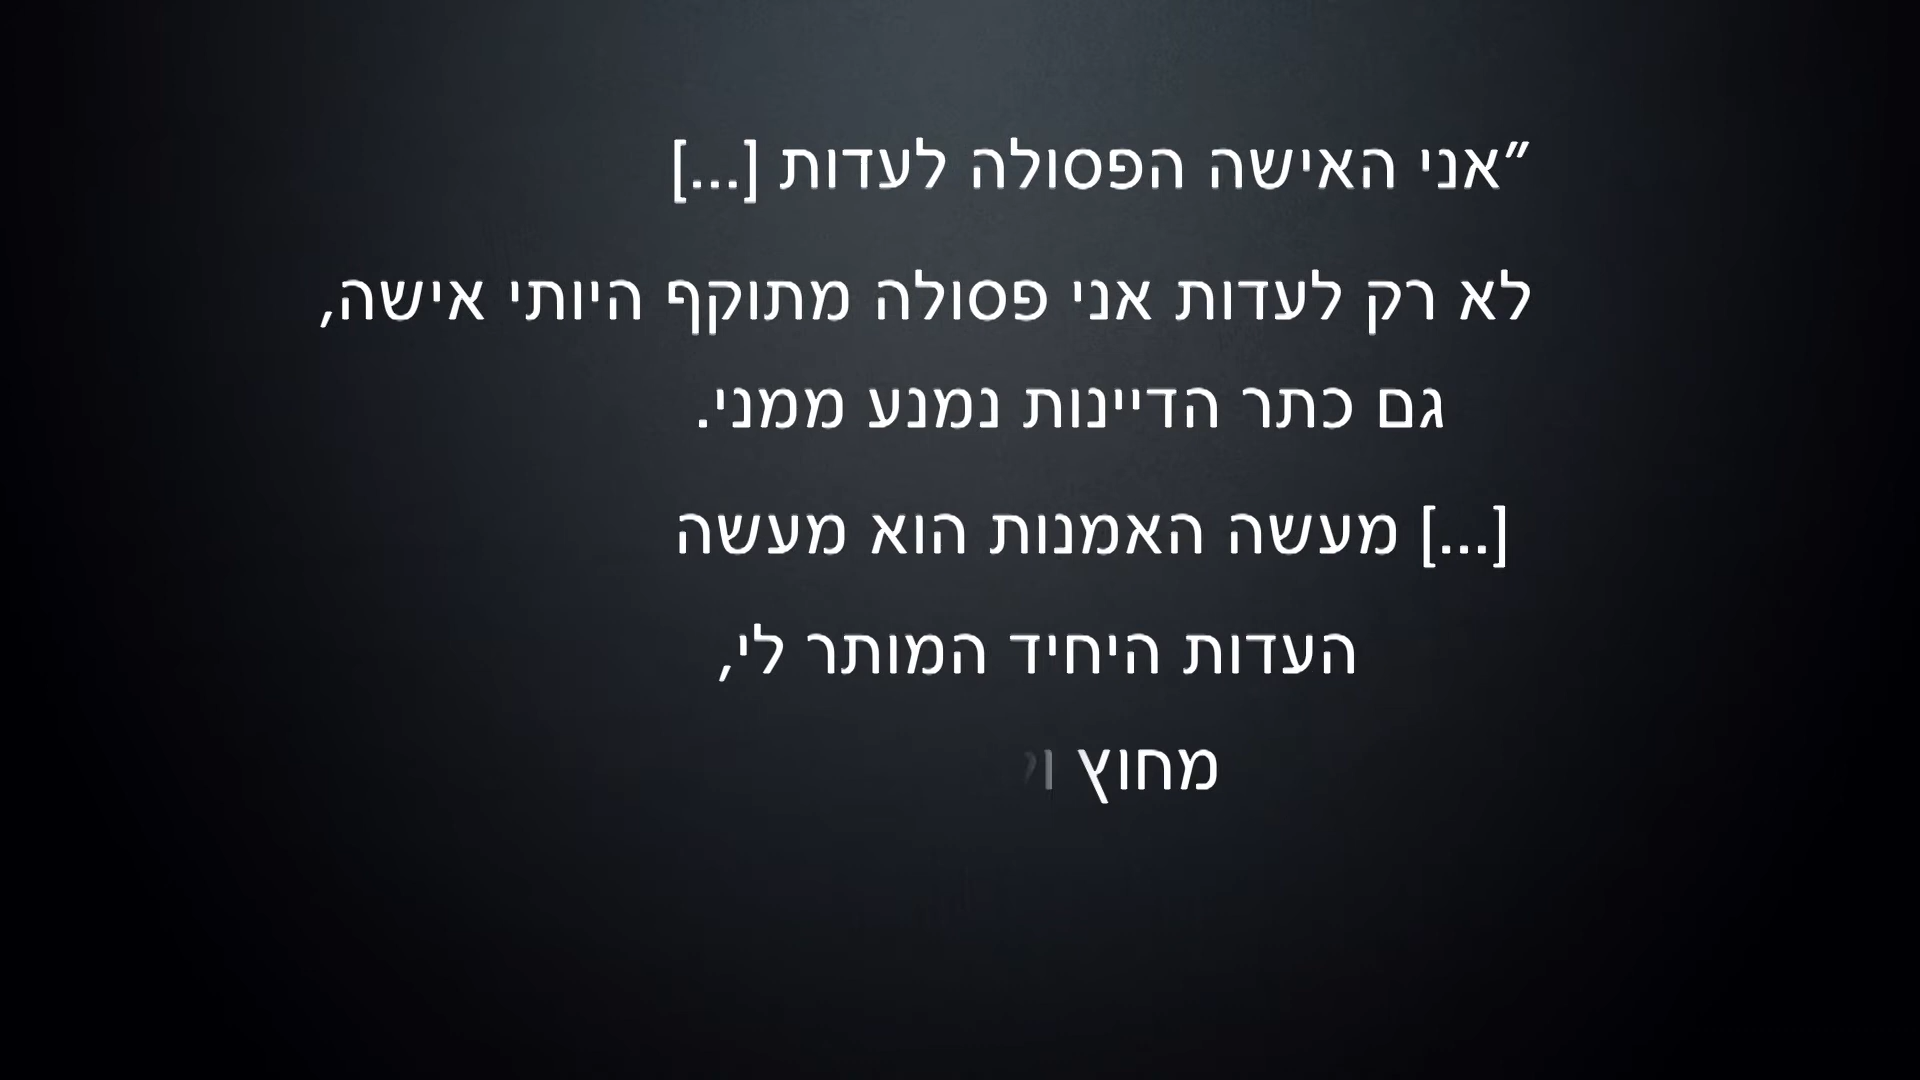 "אני האישה הפסולה לעדות [...]
לא רק לעדות אני פסולה מתוקף היותי אישה,
גם כתר הדיינות נמנע ממני.
[...] מעשה האמנות הוא מעשה
העדות היחיד המותר לי,
מחוץ